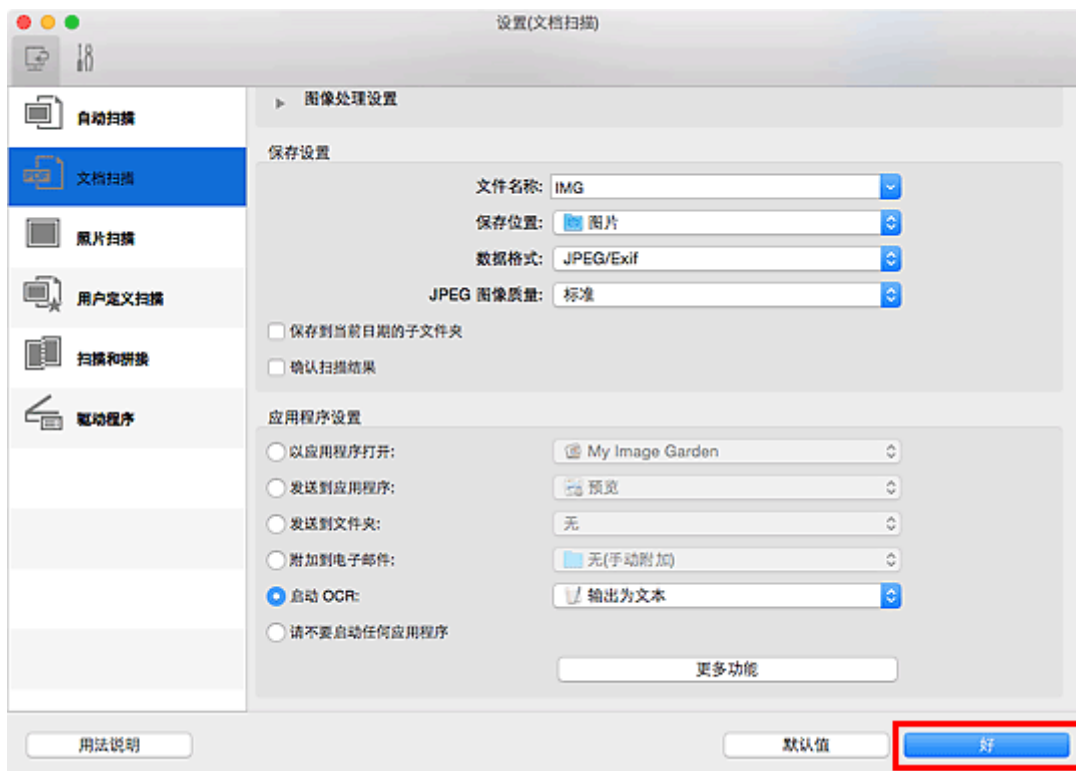 设置(文档扫描)
自动扫描
文档扫描
照片扫描
用户定义扫描
扫描和拼接
驱动程序
图像处理设置
保存设置
文件名称: IMG
保存位置: 图片
数据格式: JPEG/Exif
JPEG 图像质量: 标准
保存到当前日期的子文件夹
确认扫描结果
应用程序设置
以应用程序打开: My Image Garden
发送到应用程序: 预览
发送到文件夹: 无
附加到电子邮件: 无(手动附加)
启动 OCR: 输出为文本
请不要启动任何应用程序
更多功能
用法说明 默认值 好